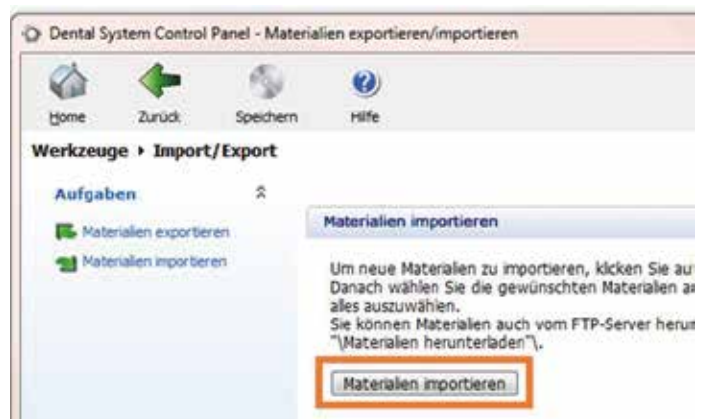 Dental System Control Panel - Materialien exportieren/importieren
Home Zurück Speichern Hilfe
Werkzeuge ▸ Import/Export
Aufgaben
Materialien exportieren
Materialien importieren
Materialien importieren
Um neue Materialien zu importieren, klicken Sie au
Danach wählen Sie die gewünschten Materialien a
alles auszuwählen.
Sie können Materialien auch vom FTP-Server herun
"\Materialien herunterladen"\.
Materialien importieren